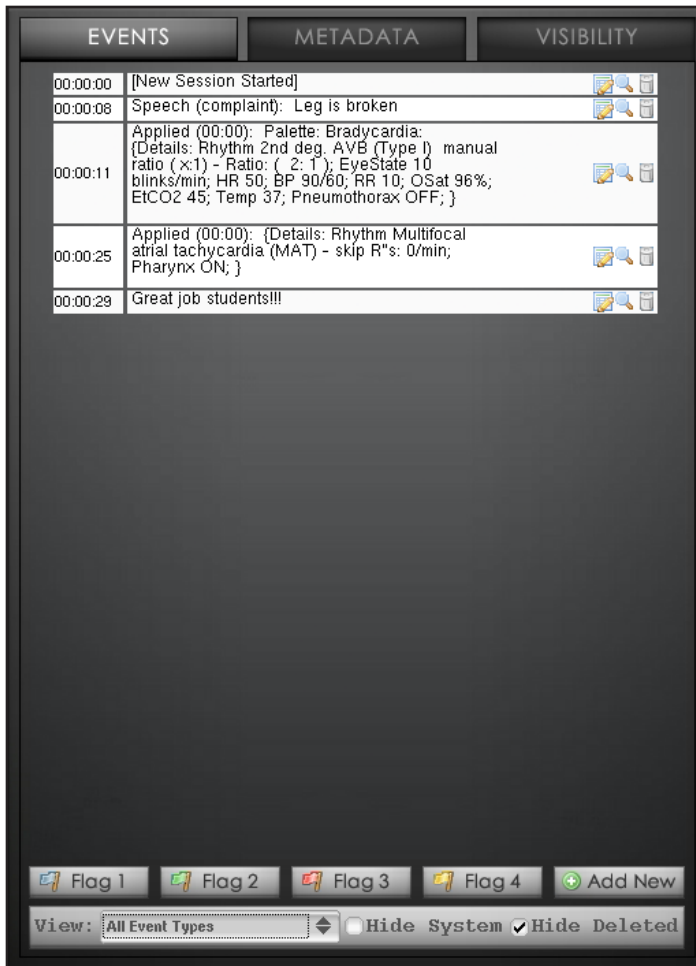 EVENTS METADATA VISIBILITY
00:00:00 [New Session Started]
00:00:08 Speech (complaint): Leg is broken
Applied (00:00): Palette: Bradycardia:
{Details: Rhythm 2nd deg. AVB (Type I) manual
00:00:11 ratio ( x:1) - Ratio: ( 2: 1 ); EyeState 10
blinks/min; HR 50; BP 90/60; RR 10; OSat 96%;
EtCO2 45; Temp 37; Pneumothorax OFF; }
Applied (00:00): {Details: Rhythm Multifocal
00:00:25 atrial tachycardia (MAT) - skip R"s: 0/min;
Pharynx ON; }
00:00:29 Great job students!!!
Flag 1 Flag 2 Flag 3 Flag 4 Add New
View: All Event Types Hide System Hide Deleted